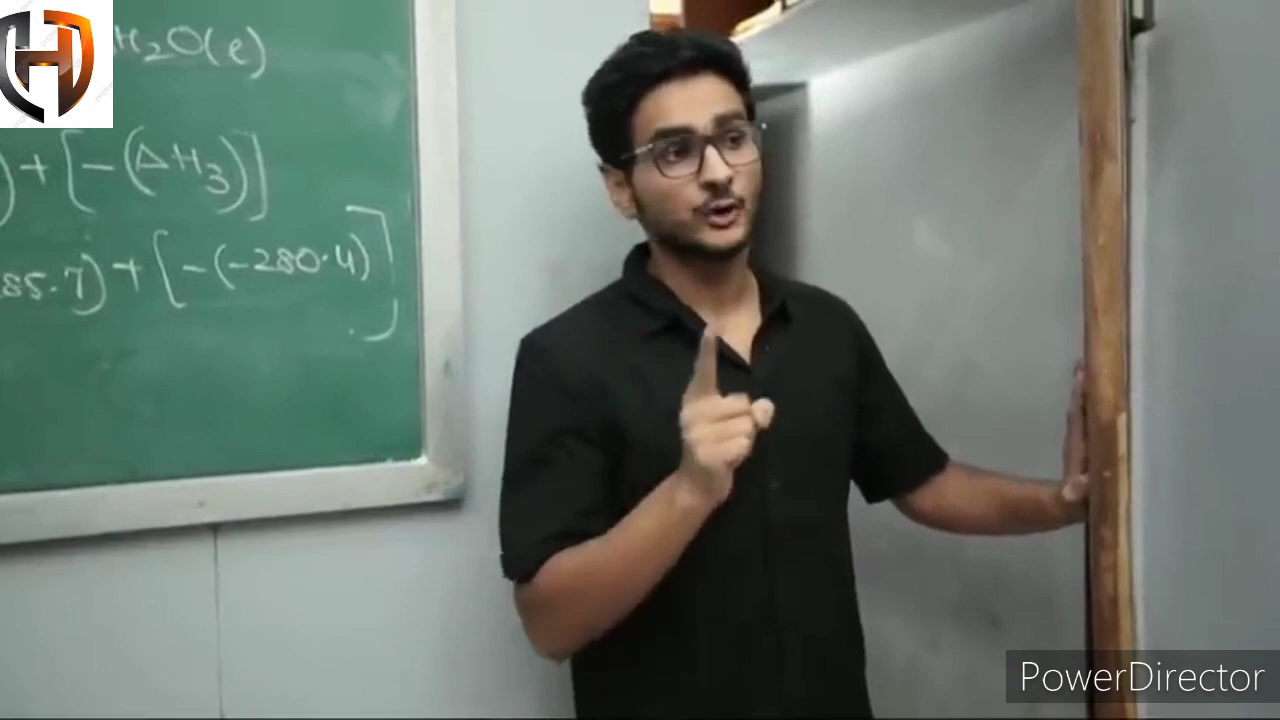 H₂O(l)
)+[-(ΔH₃)]
85.7)+[-(-280.4)]
PowerDirector